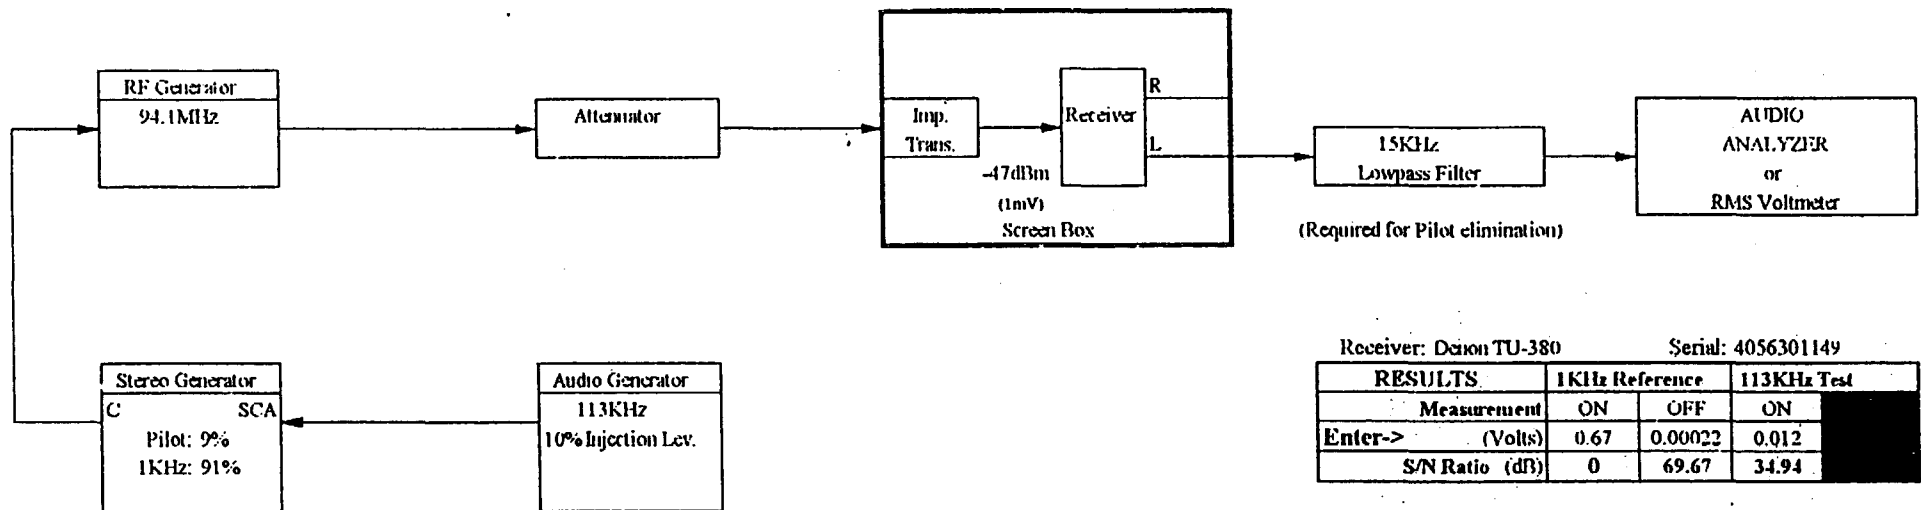 RF Generator
94.1MHz
Attenuator
Imp.
Trans.
-47dBm
(1mV)
Screen Box
Receiver
R
L
15KHz
Lowpass Filter
(Required for Pilot elimination)
AUDIO
ANALYZER
or
RMS Voltmeter
Stereo Generator
C SCA
Pilot: 9%
1KHz: 91%
Audio Generator
113KHz
10% Injection Lev.
Receiver: Denon TU-380 Serial: 4056301149
RESULTS 1KHz Reference 113KHz Test
Measurement ON OFF ON
Enter-> (Volts) 0.67 0.00022 0.012
S/N Ratio (dB) 0 69.67 34.94